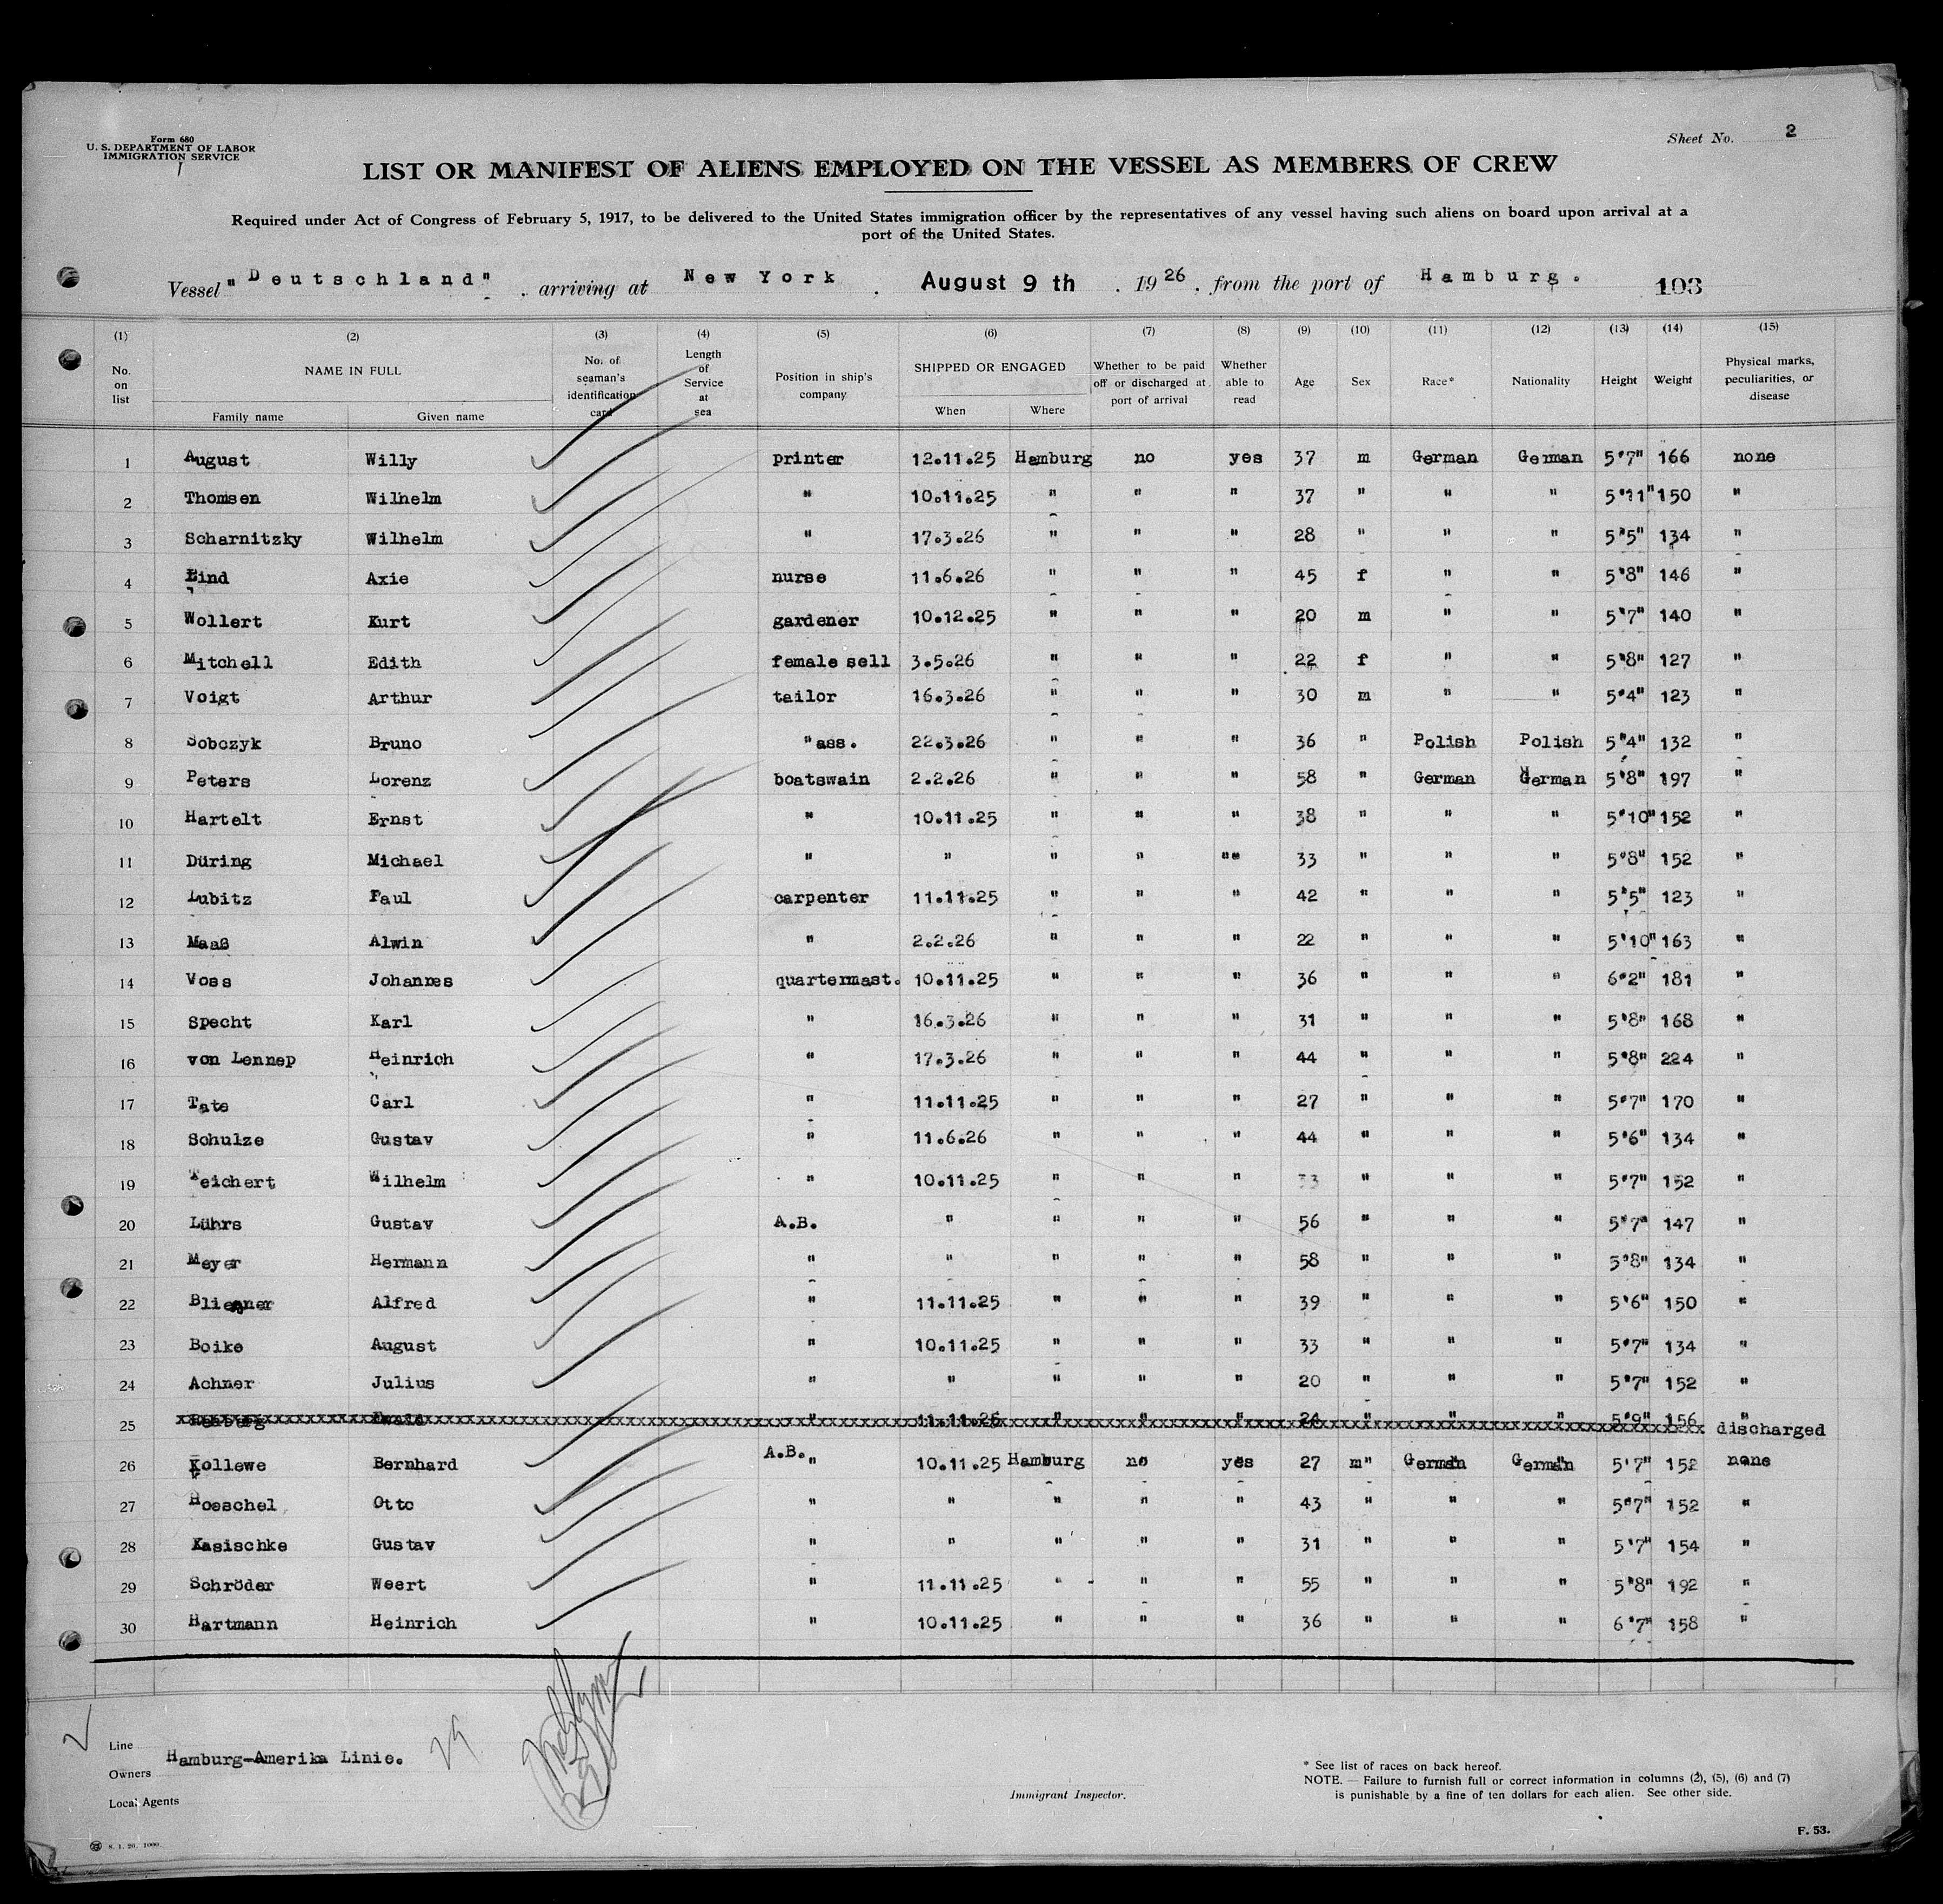 Form 680
U. S. DEPARTMENT OF LABOR
IMMIGRATION SERVICE
Sheet No. 2
LIST OR MANIFEST OF ALIENS EMPLOYED ON THE VESSEL AS MEMBERS OF CREW
Required under Act of Congress of February 5, 1917, to be delivered to the United States immigration officer by the representatives of any vessel having such aliens on board upon arrival at a
port of the United States.
Vessel "Deutschland" . arriving at New York . August 9 th . 1926 . from the port of Hamburg. 103
(1) (2) (3) (4) (5) (6) (7) (8) (9) (10) (11) (12) (13) (14) (15)
No. on list NAME IN FULL Family name Given name No. of seaman's identification card Length of Service at sea Position in ship's company SHIPPED OR ENGAGED When Where Whether to be paid off or discharged at port of arrival Whether able to read Age Sex Race* Nationality Height Weight Physical marks, peculiarities, or disease
1 August Willy printer 12.11.25 Hamburg no yes 37 m German German 5'7" 166 none
2 Thomsen Wilhelm " 10.11.25 " " " 37 " " " 5'11" 150 "
3 Scharnitzky Wilhelm " 17.3.26 " " " 28 " " " 5'5" 134 "
4 Axie nurse 11.6.26 " " " 45 f " " 5'8" 146 "
5 Wollert Kurt gardener 10.12.25 " " " 20 m " " 5'7" 140 "
6 Mitchell Edith female sell 3.5.26 " " " 22 f " " 5'8" 127 "
7 Voigt Arthur tailor 16.3.26 " " " 30 m " " 5'4" 123 "
8 Sobczyk Bruno "ass. 22.3.26 " " " 36 " Polish Polish 5'4" 132 "
9 Peters Lorenz boatswain 2.2.26 " " " 58 " German German 5'8" 197 "
10 Hartelt Ernst " 10.11.25 " " " 38 " " " 5'10" 152 "
11 Düring Michael " " " " "" 33 " " " 5'8" 152 "
12 Lubitz Paul carpenter 11.11.25 " " " 42 " " " 5'5" 123 "
13 Maaß Alwin " 2.2.26 " " " 22 " " " 5'10" 163 "
14 Voss Johannes quartermast. 10.11.25 " " " 36 " " " 6'2" 181 "
15 Specht Karl " 16.3.26 " " " 31 " " " 5'8" 168 "
16 von Lennep Heinrich " 17.3.26 " " " 44 " " " 5'8" 224 "
17 Tate Carl " 11.11.25 " " " 27 " " " 5'7" 170 "
18 Schulze Gustav " 11.6.26 " " " 44 " " " 5'6" 134 "
19 Teichert Wilhelm " 10.11.25 " " " 33 " " " 5'7" 152 "
20 Lührs Gustav A.B. " " " " 56 " " " 5'7" 147 "
21 Meyer Hermann " " " " " 58 " " " 5'8" 134 "
22 Alfred " 11.11.25 " " " 39 " " " 5'6" 150 "
23 Boike August " 10.11.25 " " " 33 " " " 5'7" 134 "
24 Achner Julius " " " " " 20 " " " 5'7" 152 "
25 " 11.11.25 " " " 24 " " " 5'9" 156 " discharged
26 Kollewe Bernhard A.B. " 10.11.25 Hamburg no yes 27 m" German German 5'7" 152 none
27 Hoeschel Otto " " " " " 43 " " " 5'7" 152 "
28 Kasischke Gustav " " " " " 31 " " " 5'7" 154 "
29 Schröder Weert " 11.11.25 " " " 55 " " " 5'8" 192 "
30 Hartmann Heinrich " 10.11.25 " " " 36 " " " 6'7" 158 "
Line
Owners Hamburg-Amerika Linie. 29
Local Agents
Immigrant Inspector.
* See list of races on back hereof.
NOTE. — Failure to furnish full or correct information in columns (2), (5), (6) and (7)
is punishable by a fine of ten dollars for each alien. See other side.
F. 53.